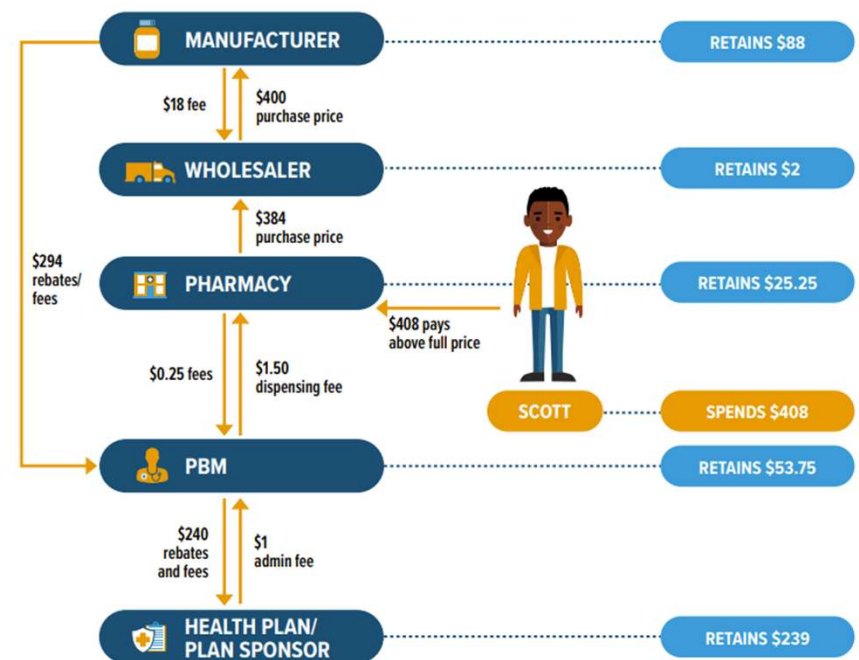 MANUFACTURER
RETAINS $88
$18 fee
$400
purchase price
WHOLESALER
RETAINS $2
$384
purchase price
$294
rebates/
fees
PHARMACY
RETAINS $25.25
$408 pays
above full price
$0.25 fees
$1.50
dispensing fee
SCOTT
SPENDS $408
PBM
RETAINS $53.75
$240
rebates
and fees
$1
admin fee
HEALTH PLAN/
PLAN SPONSOR
RETAINS $239